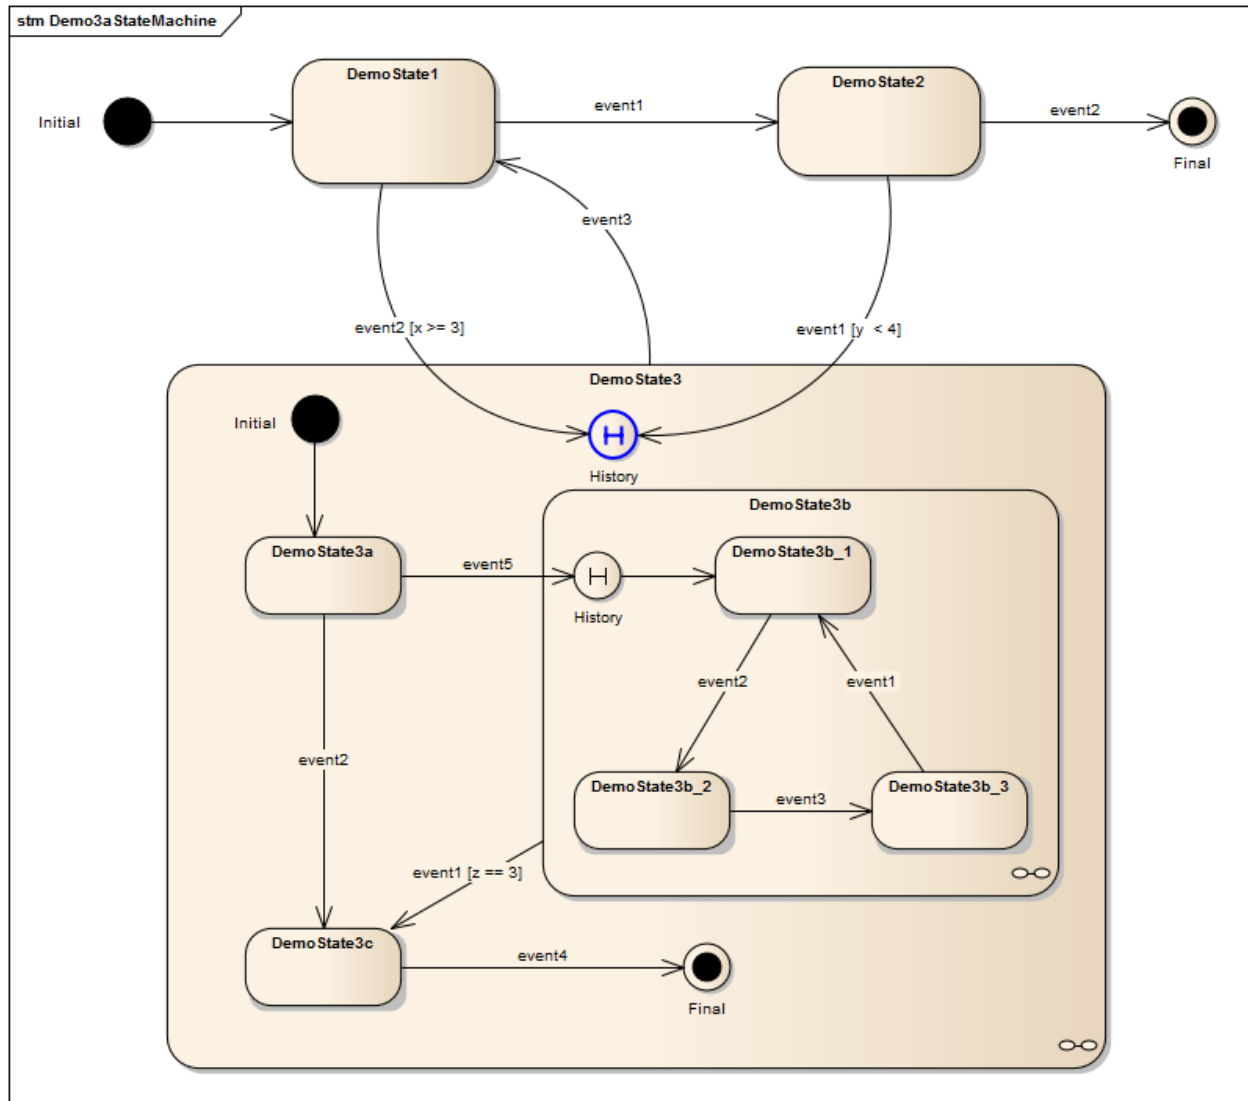 stm Demo3aStateMachine
DemoState1
DemoState2
Initial
event1
event2
Final
event3
event2 [x >= 3]
event1 [y < 4]
DemoState3
Initial
H
History
DemoState3b
DemoState3a
DemoState3b_1
event5
H
History
event2
event1
event2
DemoState3b_2
event3
DemoState3b_3
event1 [z == 3]
DemoState3c
event4
Final